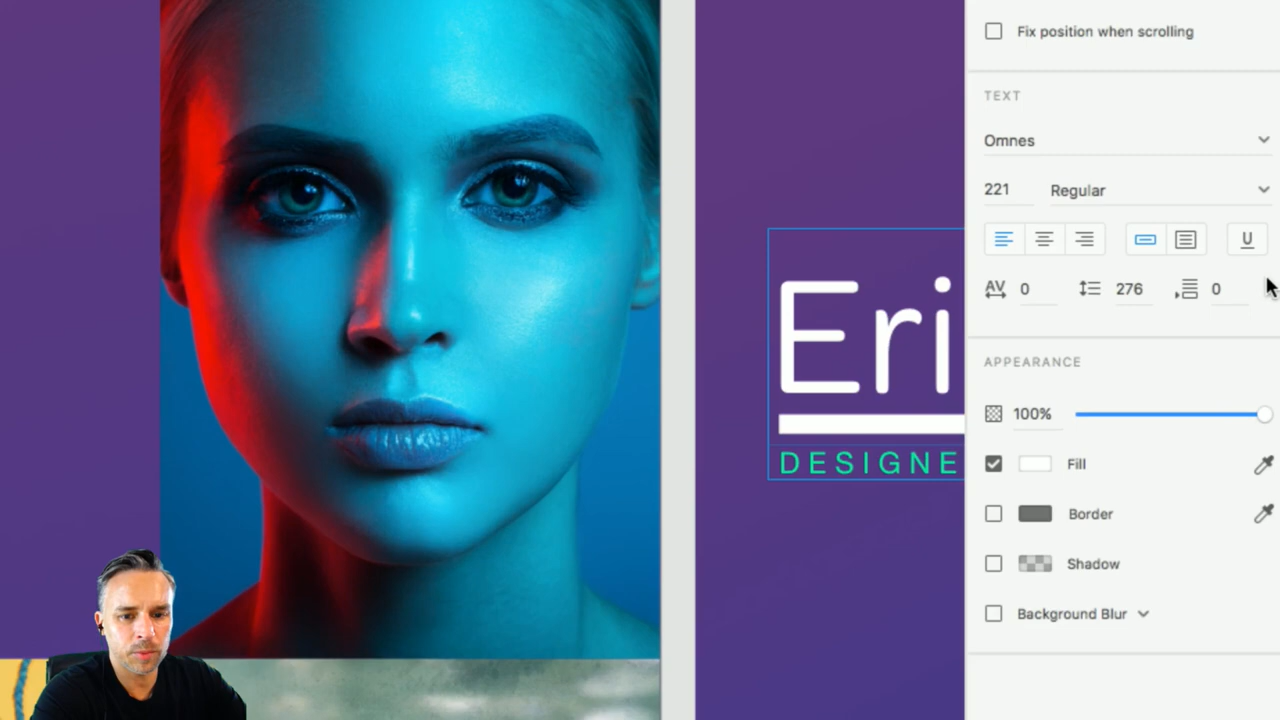 Eri
DESIGNE
Fix position when scrolling
TEXT
Omnes
221 Regular
U
AV 0 276 0
APPEARANCE
100%
Fill
Border
Shadow
Background Blur